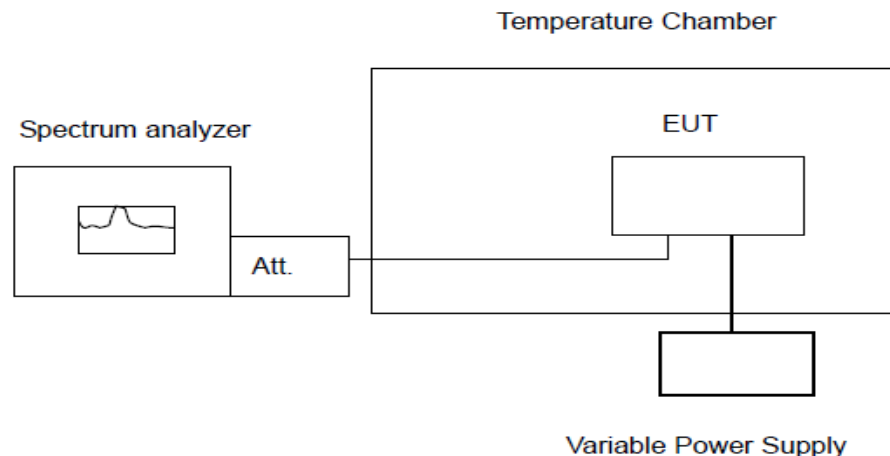 Temperature Chamber
Spectrum analyzer
EUT
Att.
Variable Power Supply